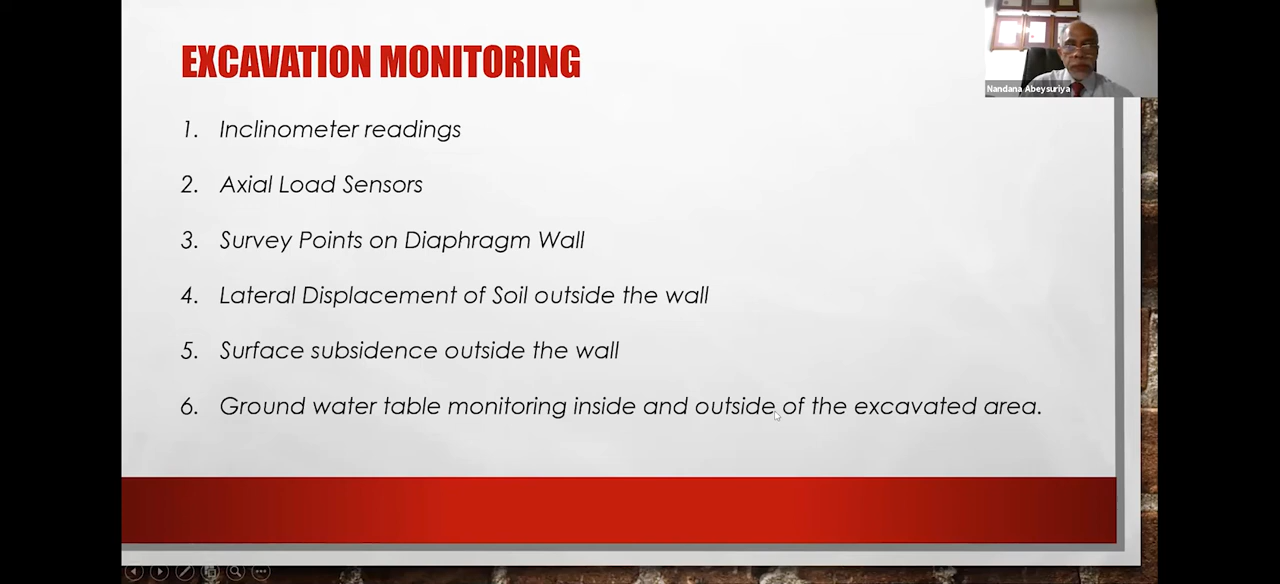 EXCAVATION MONITORING
Nandana Abeysuriya
1. Inclinometer readings
2. Axial Load Sensors
3. Survey Points on Diaphragm Wall
4. Lateral Displacement of Soil outside the wall
5. Surface subsidence outside the wall
6. Ground water table monitoring inside and outside of the excavated area.